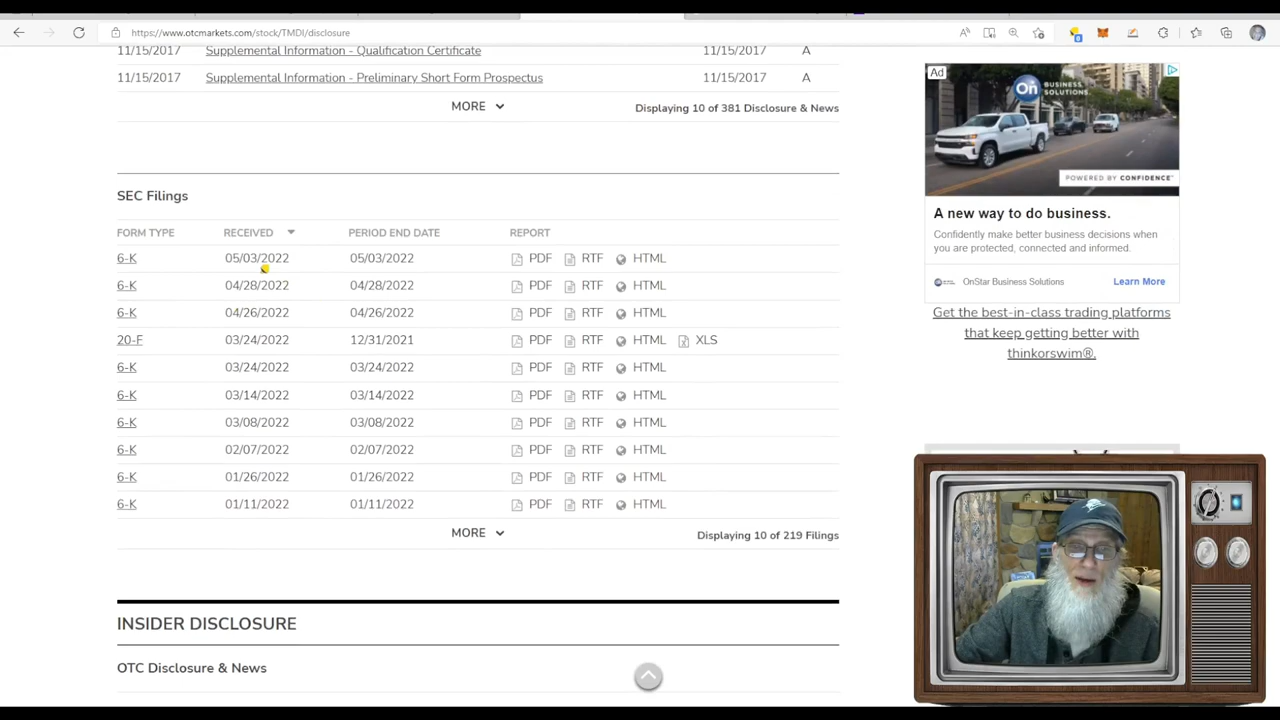 https://www.otcmarkets.com/stock/TMDI/disclosure
11/15/2017 Supplemental Information - Qualification Certificate 11/15/2017 A
11/15/2017 Supplemental Information - Preliminary Short Form Prospectus 11/15/2017 A
MORE Displaying 10 of 381 Disclosure & News
SEC Filings
FORM TYPE RECEIVED PERIOD END DATE REPORT
6-K 05/03/2022 05/03/2022 PDF RTF HTML
6-K 04/28/2022 04/28/2022 PDF RTF HTML
6-K 04/26/2022 04/26/2022 PDF RTF HTML
20-F 03/24/2022 12/31/2021 PDF RTF HTML XLS
6-K 03/24/2022 03/24/2022 PDF RTF HTML
6-K 03/14/2022 03/14/2022 PDF RTF HTML
6-K 03/08/2022 03/08/2022 PDF RTF HTML
6-K 02/07/2022 02/07/2022 PDF RTF HTML
6-K 01/26/2022 01/26/2022 PDF RTF HTML
6-K 01/11/2022 01/11/2022 PDF RTF HTML
MORE Displaying 10 of 219 Filings
INSIDER DISCLOSURE
OTC Disclosure & News
Ad
On BUSINESS
SOLUTIONS
POWERED BY CONFIDENCE
A new way to do business.
Confidently make better business decisions when
you are protected, connected and informed.
OnStar Business Solutions Learn More
Get the best-in-class trading platforms
that keep getting better with
thinkorswim®.